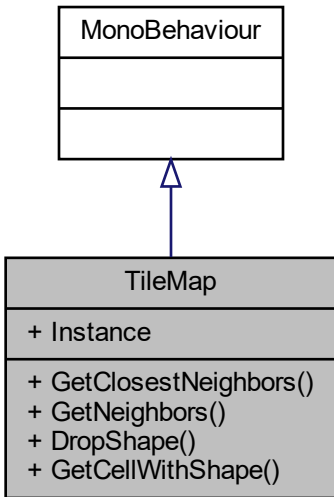 MonoBehaviour
TileMap
+ Instance
+ GetClosestNeighbors()
+ GetNeighbors()
+ DropShape()
+ GetCellWithShape()